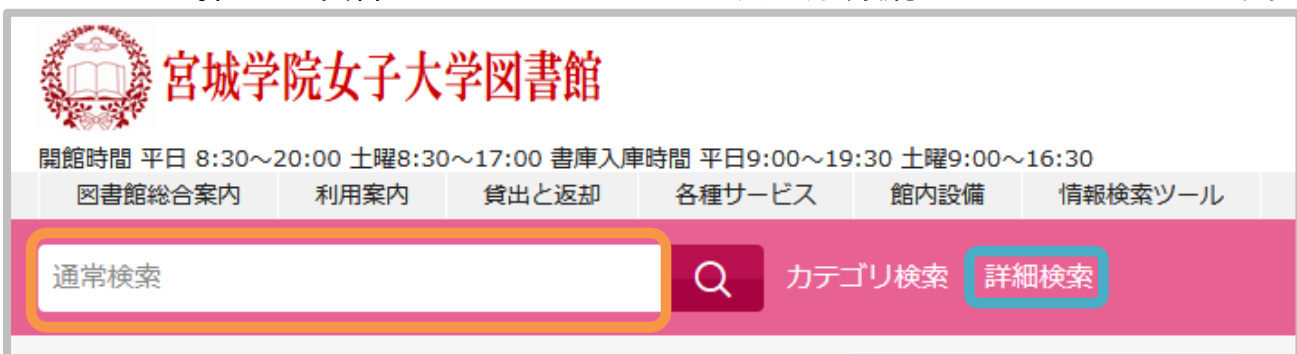 宮城学院女子大学図書館
開館時間 平日 8:30～20:00 土曜8:30～17:00 書庫入庫時間 平日9:00～19:30 土曜9:00～16:30
図書館総合案内 利用案内 貸出と返却 各種サービス 館内設備 情報検索ツール
通常検索 カテゴリ検索 詳細検索